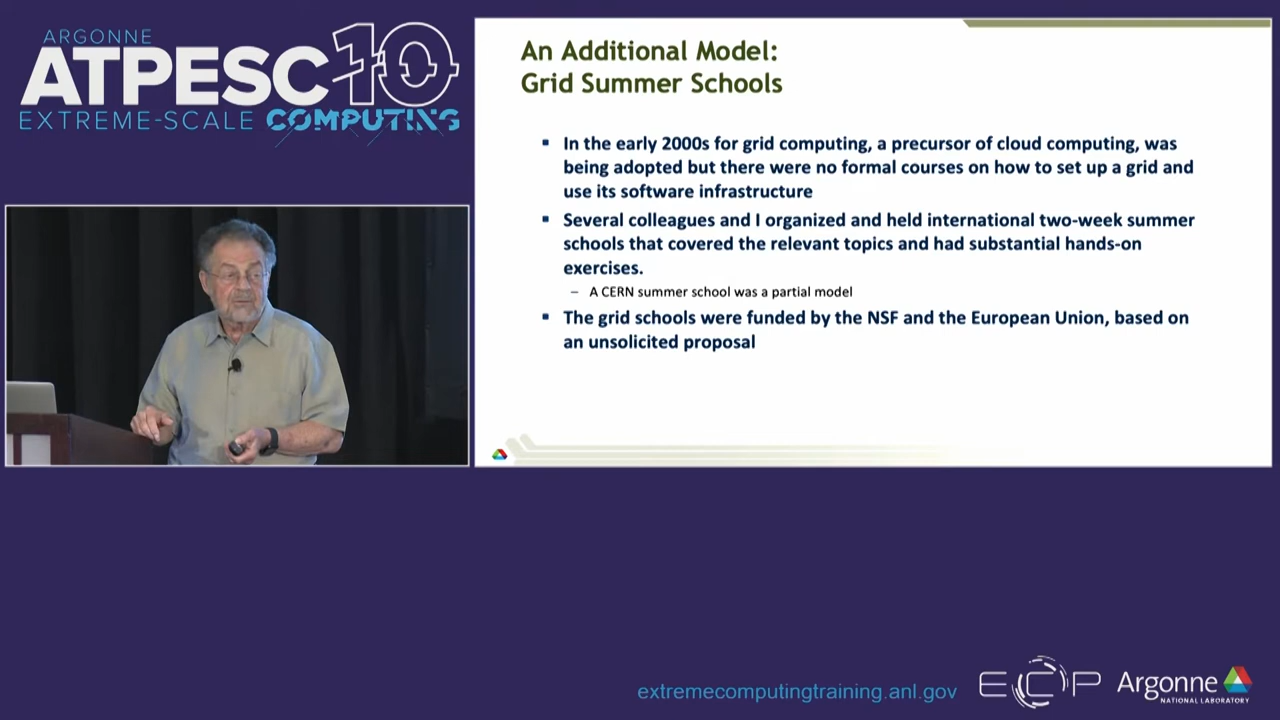 ARGONNE
ATPESC10
EXTREME-SCALE COMPUTING
An Additional Model:
Grid Summer Schools
In the early 2000s for grid computing, a precursor of cloud computing, was
being adopted but there were no formal courses on how to set up a grid and
use its software infrastructure
Several colleagues and I organized and held international two-week summer
schools that covered the relevant topics and had substantial hands-on
exercises.
– A CERN summer school was a partial model
The grid schools were funded by the NSF and the European Union, based on
an unsolicited proposal
extremecomputingtraining.anl.gov
ECP
Argonne
NATIONAL LABORATORY